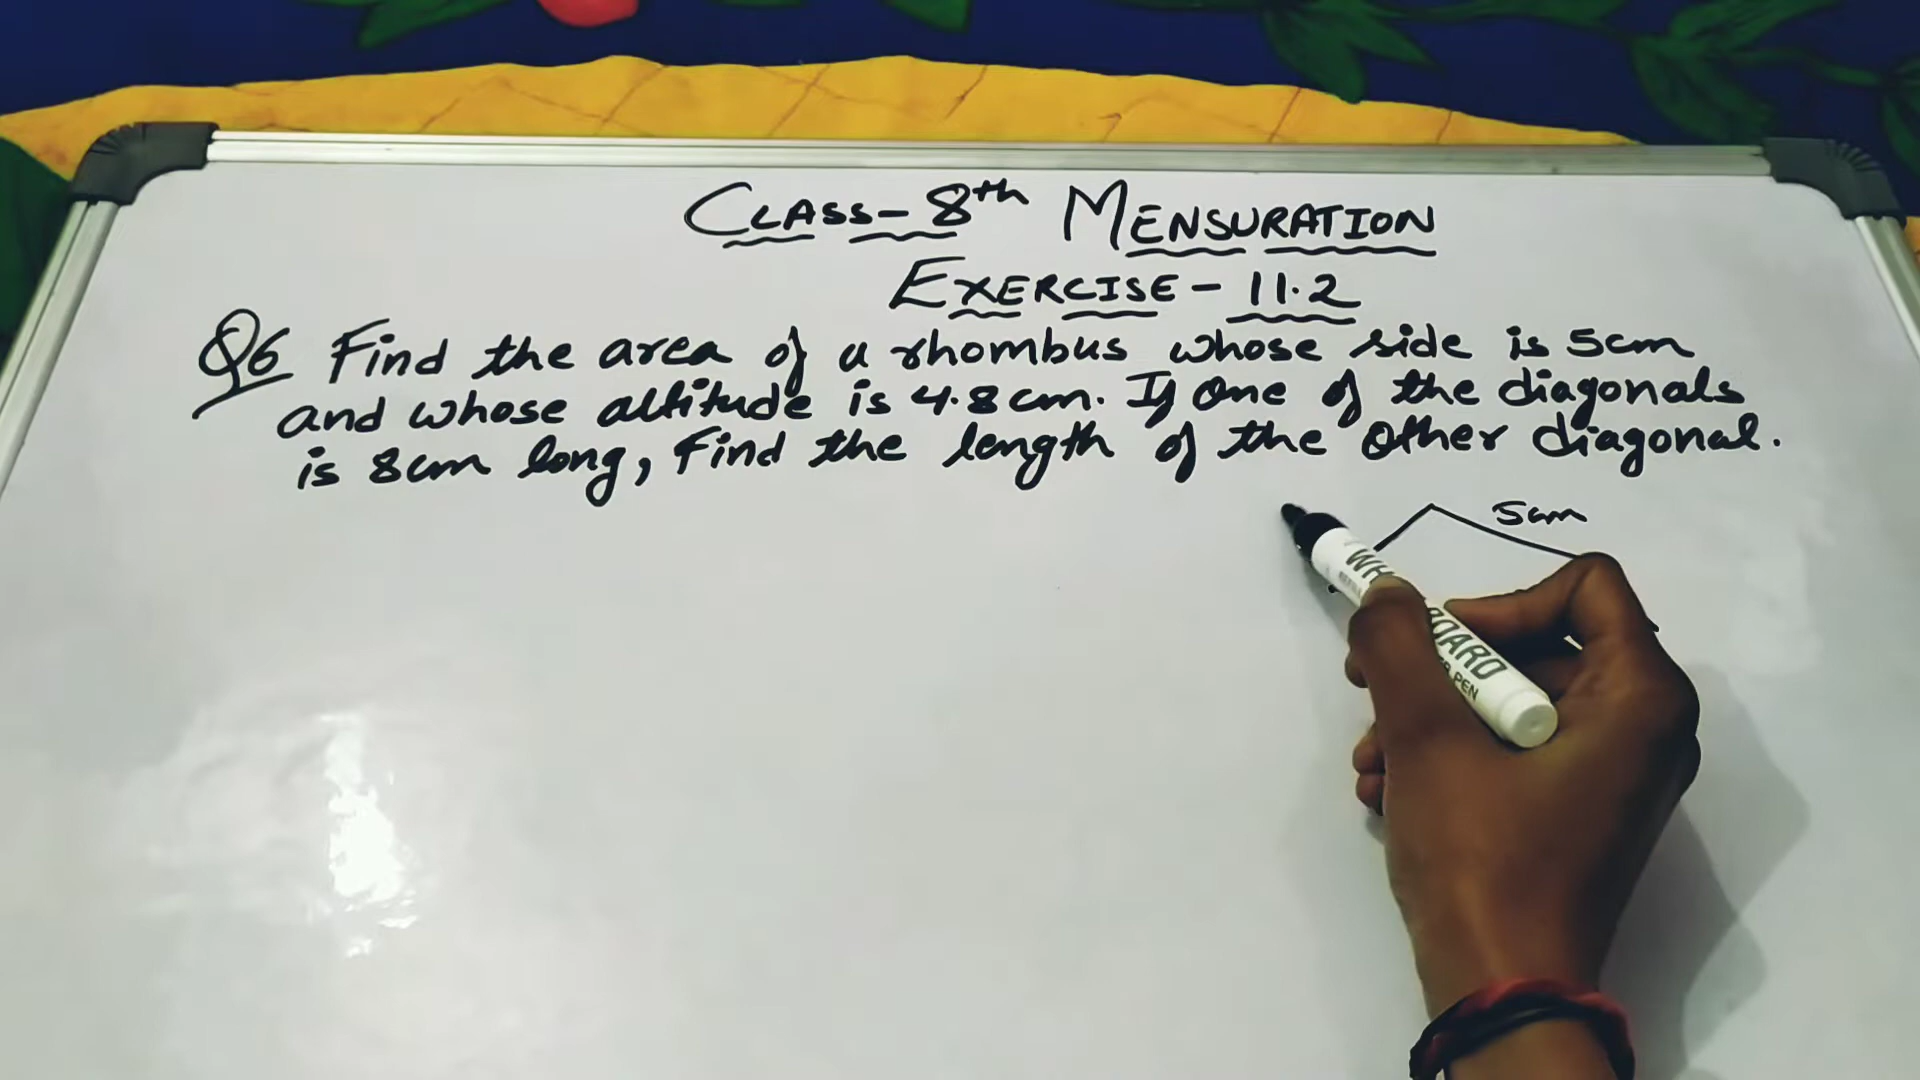 CLASS-8th MENSURATION
EXERCISE-11.2
Q6 Find the area of a rhombus whose side is 5cm
and whose altitude is 4.8cm. If one of the diagonals
is 8cm long, Find the length of the other diagonal.
5cm